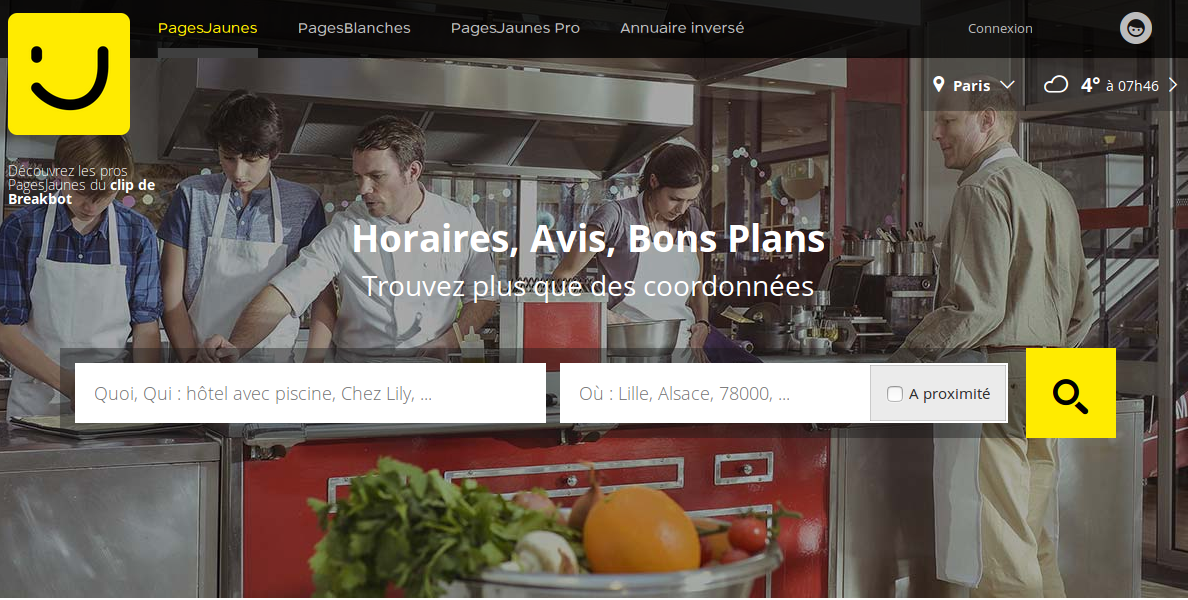 PagesJaunes PagesBlanches PagesJaunes Pro Annuaire inversé Connexion
Paris 4° à 07h46
Découvrez les pros
PagesJaunes du clip de
Breakbot
Horaires, Avis, Bons Plans
Trouvez plus que des coordonnées
Quoi, Qui : hôtel avec piscine, Chez Lily, ... Où : Lille, Alsace, 78000, ... A proximité